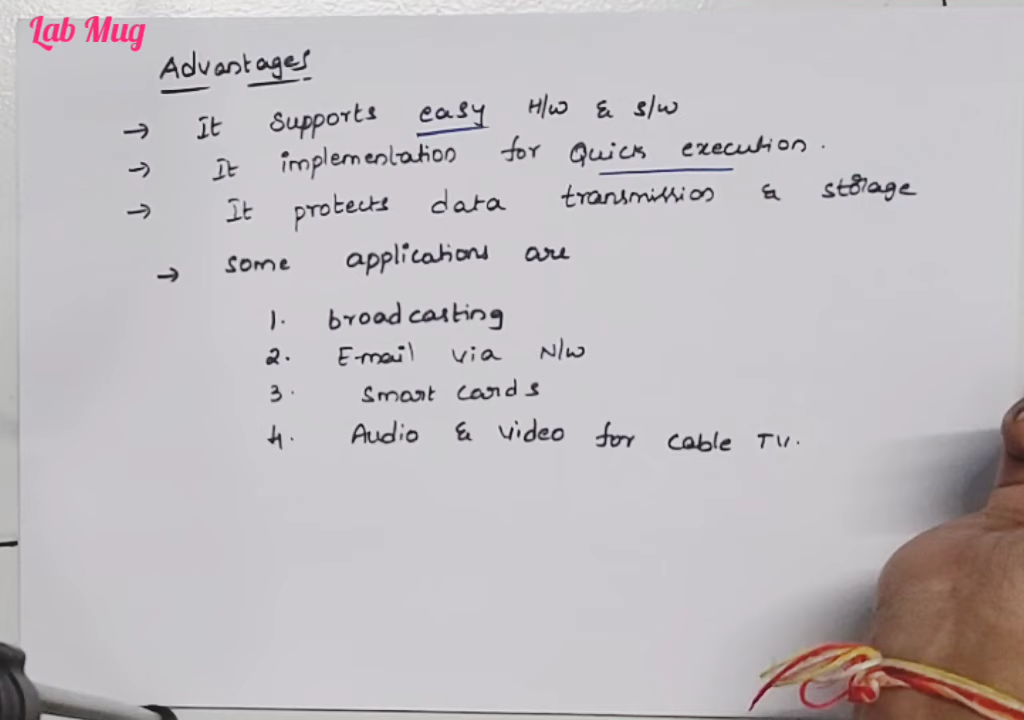 Lab Mug
Advantages
→ It supports easy H/W & S/W
→ It implementation for Quick execution.
→ It protects data transmission & storage
→ some applications are
1. broadcasting
2. E-mail via N/W
3. Smart cards
4. Audio & video for cable TV.